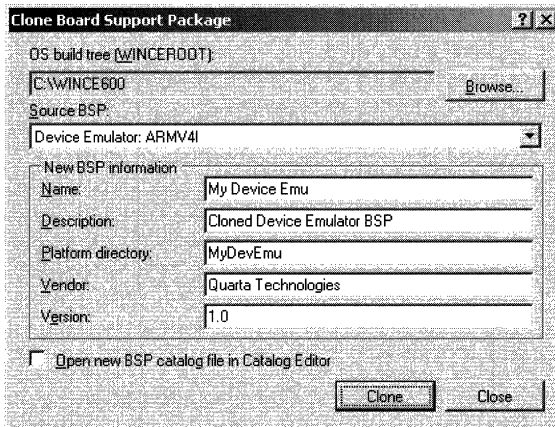 Clone Board Support Package
OS build tree (WINCEROOT):
C:\WINCE600
Browse...
Source BSP:
Device Emulator: ARMV4I
New BSP information
Name: My Device Emu
Description: Cloned Device Emulator BSP
Platform directory: MyDevEmu
Vendor: Quarta Technologies
Version: 1.0
Open new BSP catalog file in Catalog Editor
Clone Close